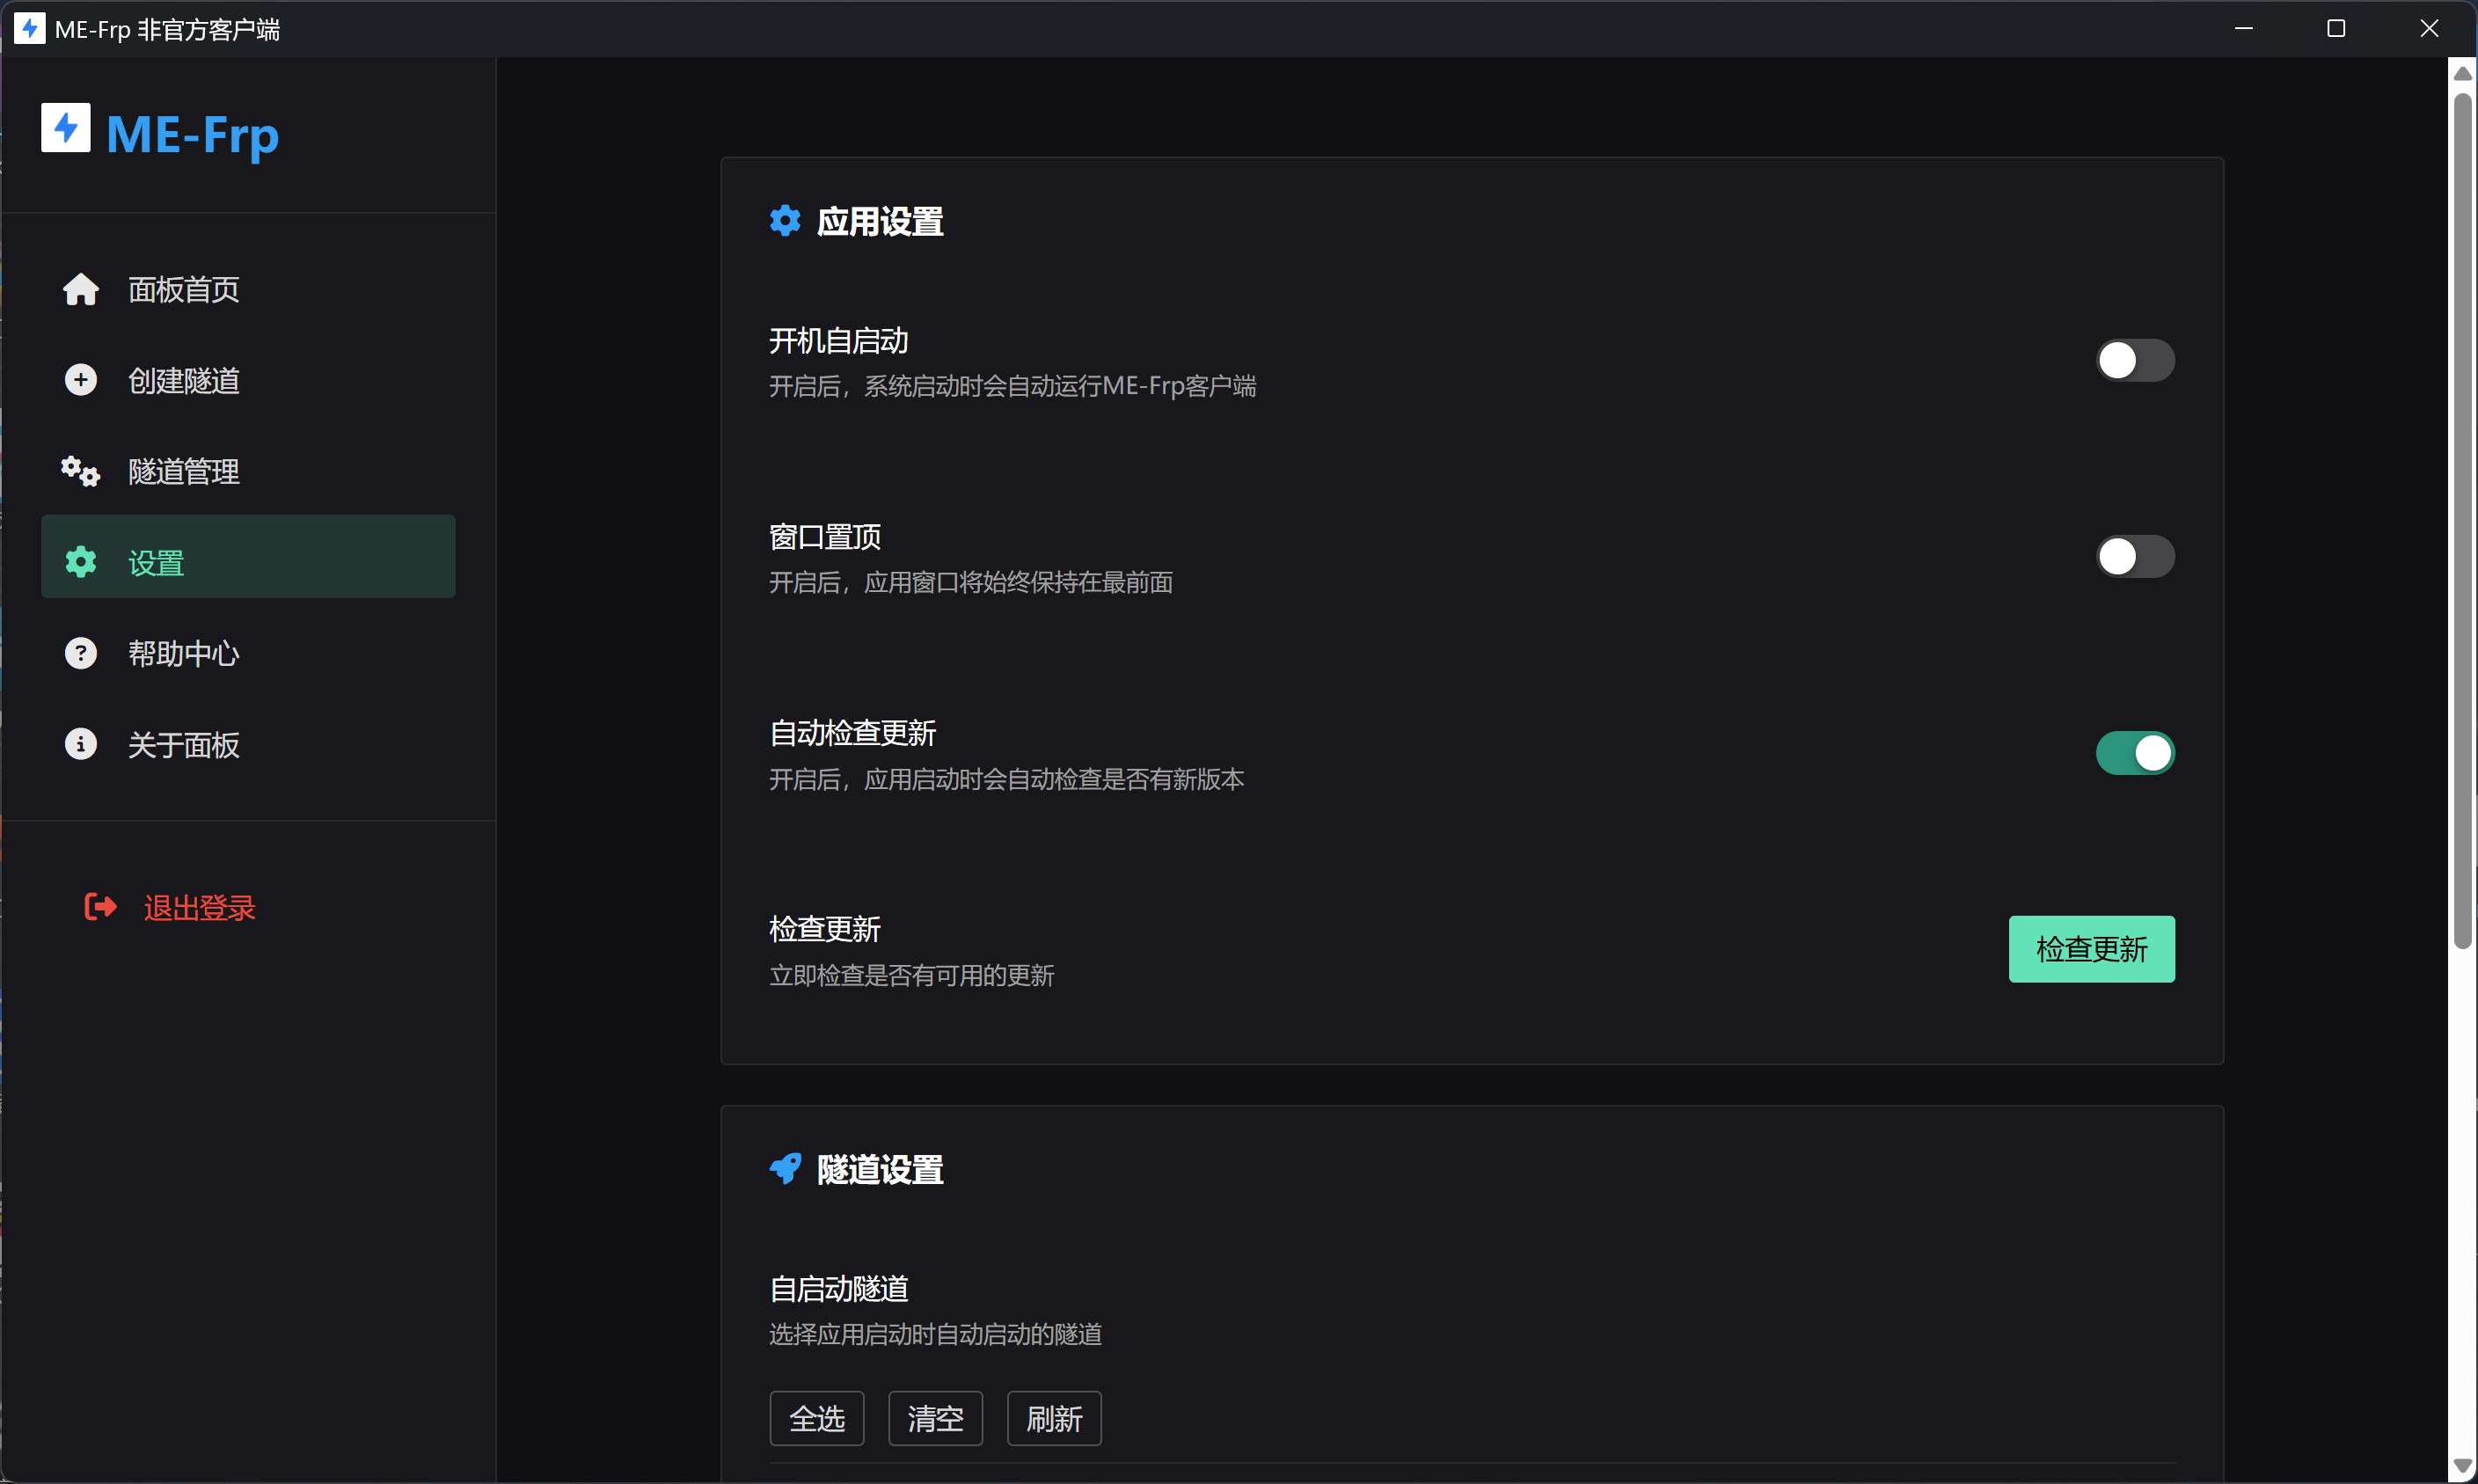 ME-Frp 非官方客户端
ME-Frp
面板首页
创建隧道
隧道管理
设置
帮助中心
关于面板
退出登录
应用设置
开机自启动
开启后，系统启动时会自动运行ME-Frp客户端
窗口置顶
开启后，应用窗口将始终保持在最前面
自动检查更新
开启后，应用启动时会自动检查是否有新版本
检查更新
立即检查是否有可用的更新
检查更新
隧道设置
自启动隧道
选择应用启动时自动启动的隧道
全选 清空 刷新